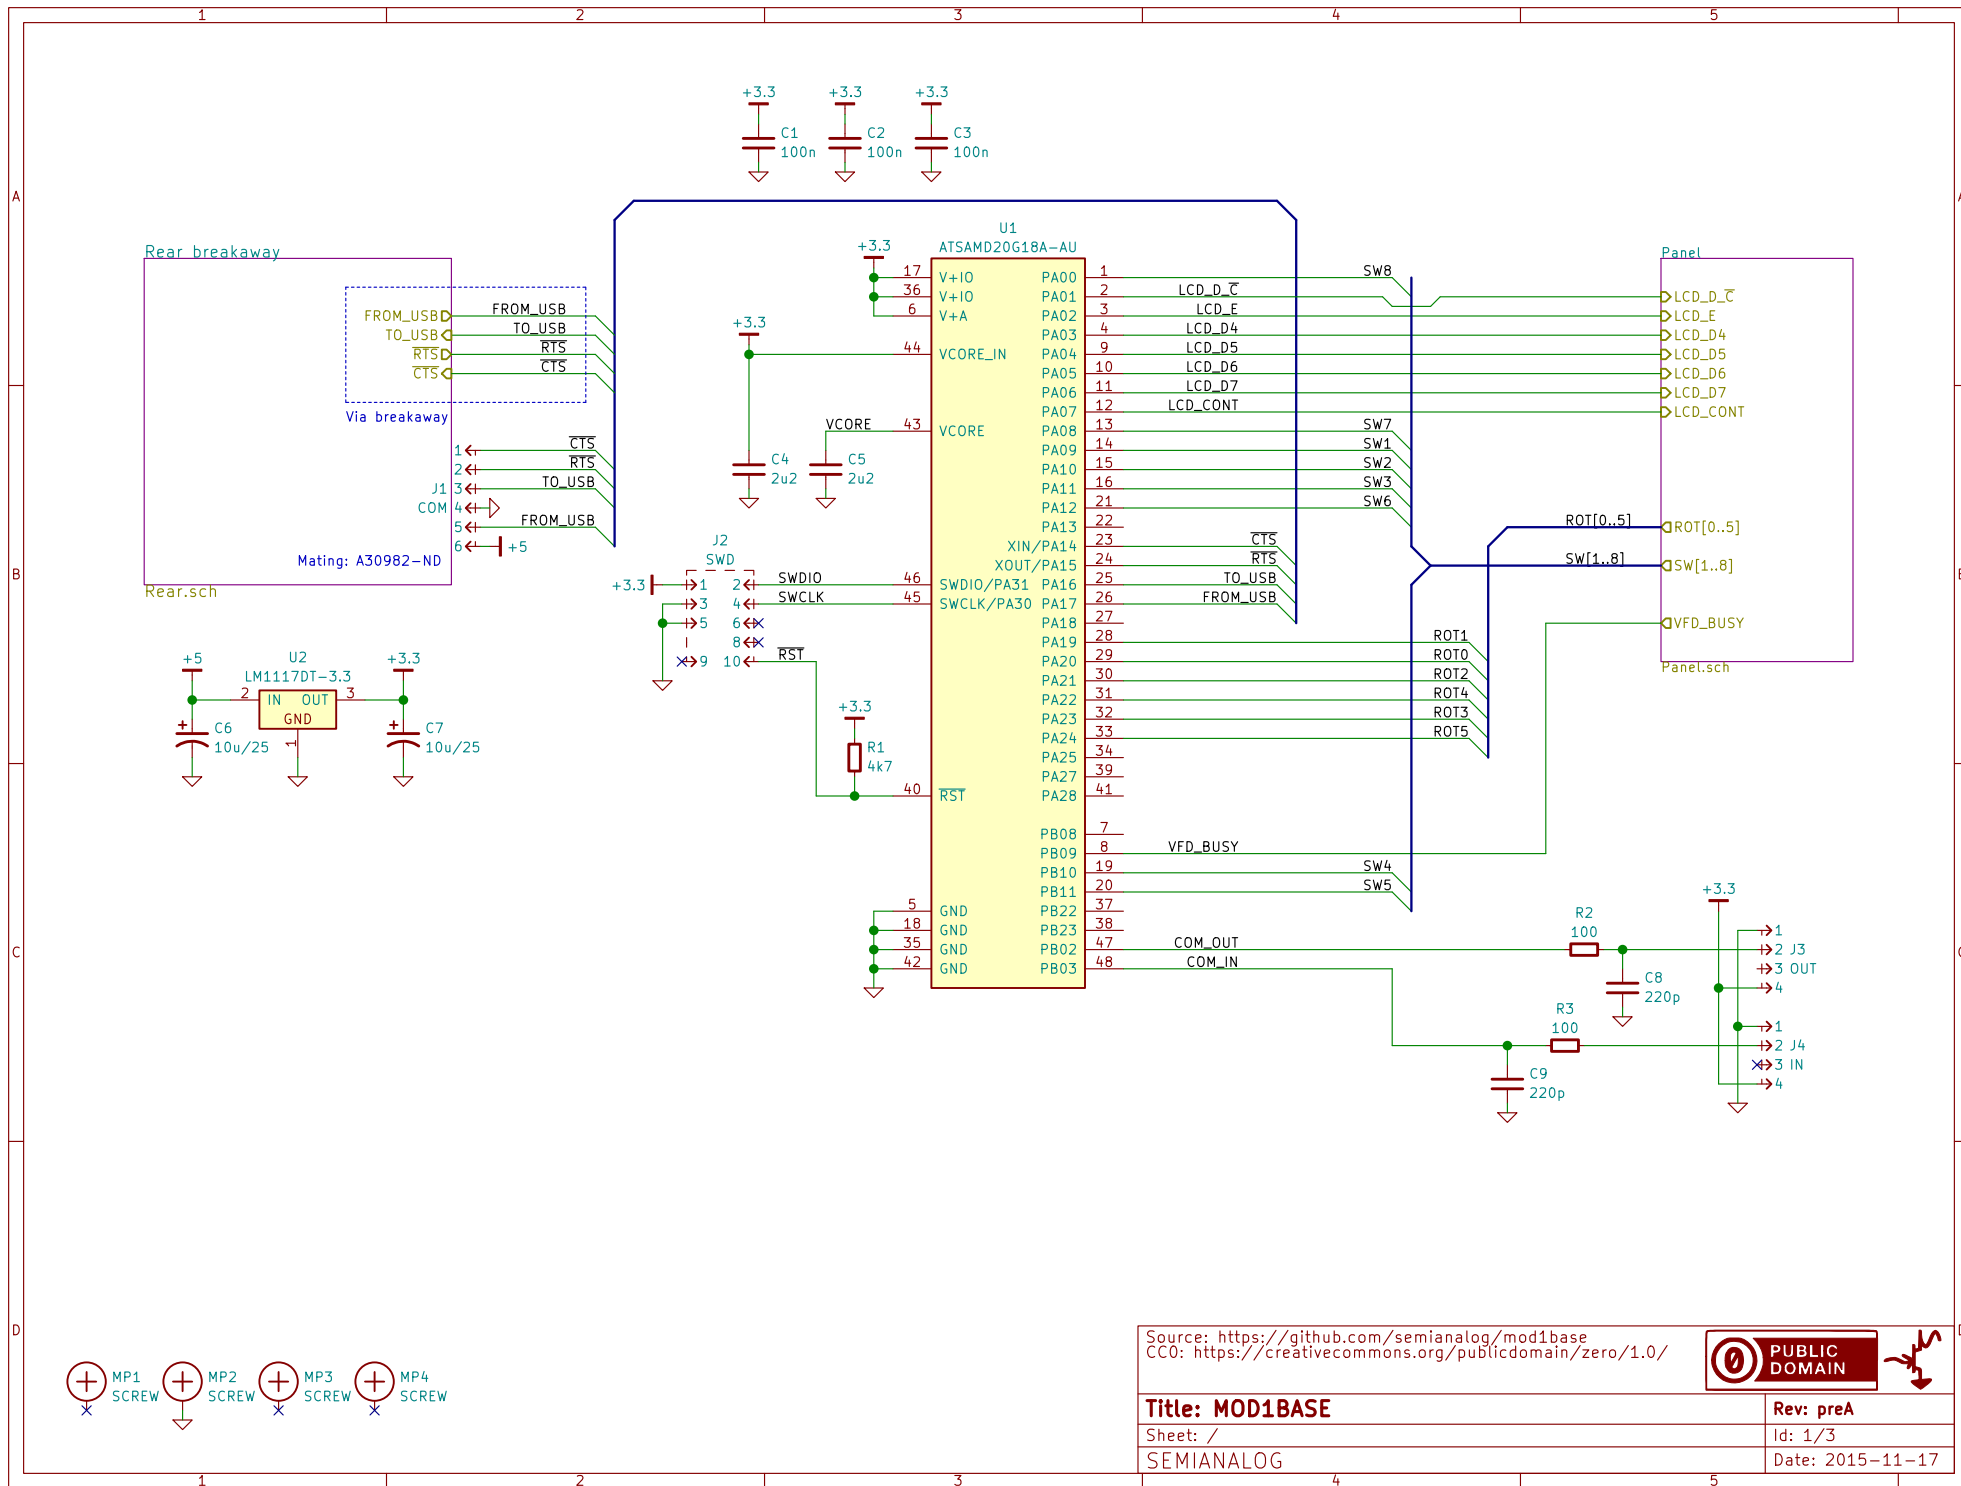 1 2 3 4 5
A
B
C
D
+3.3
C1
100n
+3.3
C2
100n
+3.3
C3
100n
Rear breakaway
FROM_USB
TO_USB
RTS
CTS
FROM_USB
TO_USB
RTS
CTS
Via breakaway
1
2
J1 3
COM 4
5
6
CTS
RTS
TO_USB
FROM_USB
+5
Mating: A30982-ND
Rear.sch
+5
U2
LM1117DT-3.3
2 IN OUT 3
GND
1
+3.3
C6
10u/25
C7
10u/25
+3.3
+3.3
C4
2u2
VCORE
C5
2u2
J2
SWD
+3.3
1 2 SWDIO
3 4 SWCLK
5 6
8
9 10 RST
+3.3
R1
4k7
U1
ATSAMD20G18A-AU
17 V+IO
36 V+IO
6 V+A
44 VCORE_IN
43 VCORE
46 SWDIO/PA31
45 SWCLK/PA30
40 RST
5 GND
18 GND
35 GND
42 GND
PA00 1 SW8
PA01 2 LCD_D_C
PA02 3 LCD_E
PA03 4 LCD_D4
PA04 9 LCD_D5
PA05 10 LCD_D6
PA06 11 LCD_D7
PA07 12 LCD_CONT
PA08 13 SW7
PA09 14 SW1
PA10 15 SW2
PA11 16 SW3
PA12 21 SW6
PA13 22
XIN/PA14 23 CTS
XOUT/PA15 24 RTS
PA16 25 TO_USB
PA17 26 FROM_USB
PA18 27
PA19 28 ROT1
PA20 29 ROT0
PA21 30 ROT2
PA22 31 ROT4
PA23 32 ROT3
PA24 33 ROT5
PA25 34
PA27 39
PA28 41
PB08 7
PB09 8 VFD_BUSY
PB10 19 SW4
PB11 20 SW5
PB22 37
PB23 38
PB02 47 COM_OUT
PB03 48 COM_IN
Panel
LCD_D_C
LCD_E
LCD_D4
LCD_D5
LCD_D6
LCD_D7
LCD_CONT
ROT[0..5] ROT[0..5]
SW[1..8] SW[1..8]
VFD_BUSY
Panel.sch
+3.3
R2
100
C8
220p
1
2 J3
3 OUT
4
R3
100
C9
220p
1
2 J4
3 IN
4
MP1
SCREW
MP2
SCREW
MP3
SCREW
MP4
SCREW
Source: https://github.com/semianalog/mod1base
CC0: https://creativecommons.org/publicdomain/zero/1.0/
0 PUBLIC
DOMAIN
Title: MOD1BASE
Rev: preA
Sheet: /
Id: 1/3
SEMIANALOG
Date: 2015-11-17
1 2 3 4 5